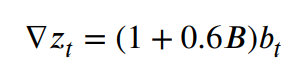 ∇z_t = (1 + 0.6B)b_t